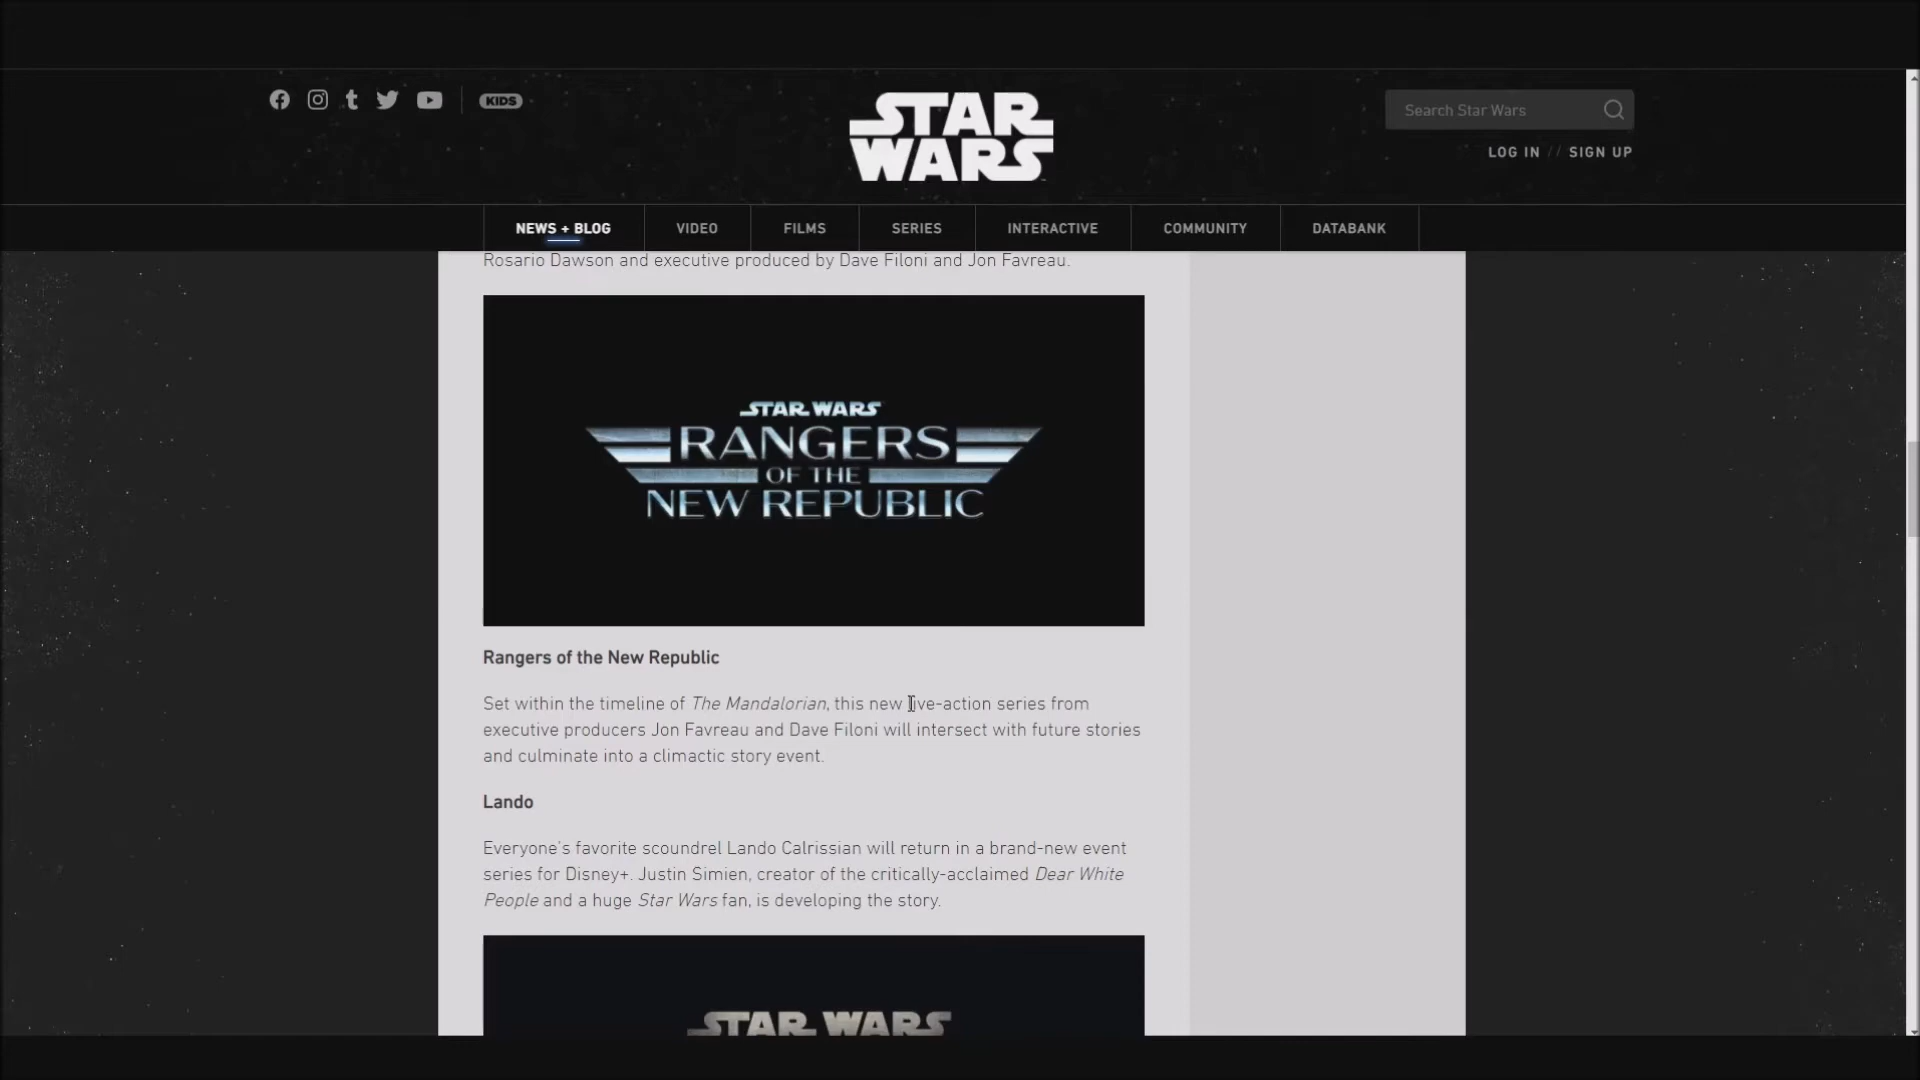 KIDS
STAR
WARS
Search Star Wars
LOG IN // SIGN UP
NEWS + BLOG
VIDEO
FILMS
SERIES
INTERACTIVE
COMMUNITY
DATABANK
Rosario Dawson and executive produced by Dave Filoni and Jon Favreau.
STAR WARS
RANGERS
OF THE
NEW REPUBLIC
Rangers of the New Republic
Set within the timeline of The Mandalorian, this new live-action series from
executive producers Jon Favreau and Dave Filoni will intersect with future stories
and culminate into a climactic story event.
Lando
Everyone's favorite scoundrel Lando Calrissian will return in a brand-new event
series for Disney+. Justin Simien, creator of the critically-acclaimed Dear White
People and a huge Star Wars fan, is developing the story.
STAR WARS